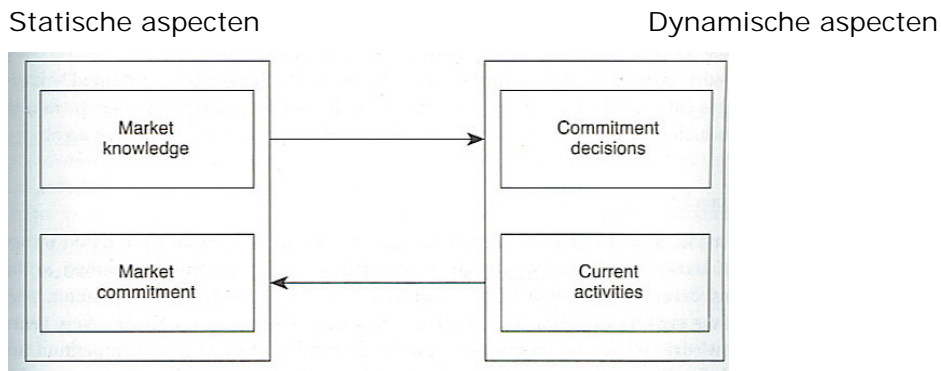 Statische aspecten
Dynamische aspecten
Market
knowledge
Commitment
decisions
Market
commitment
Current
activities